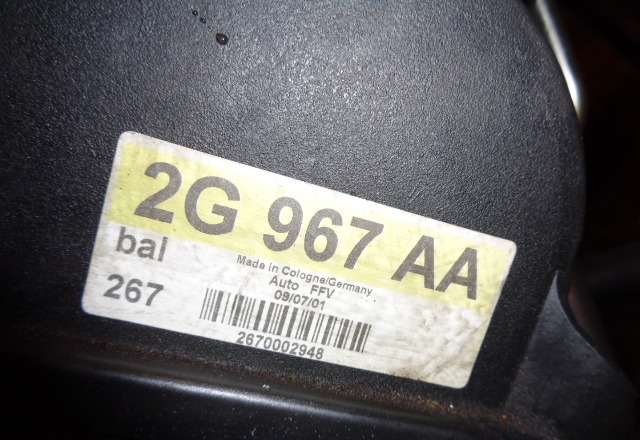 2G 967 AA
bal
Made in Cologne/Germany
Auto FFV
267
09/07/01
2670002948